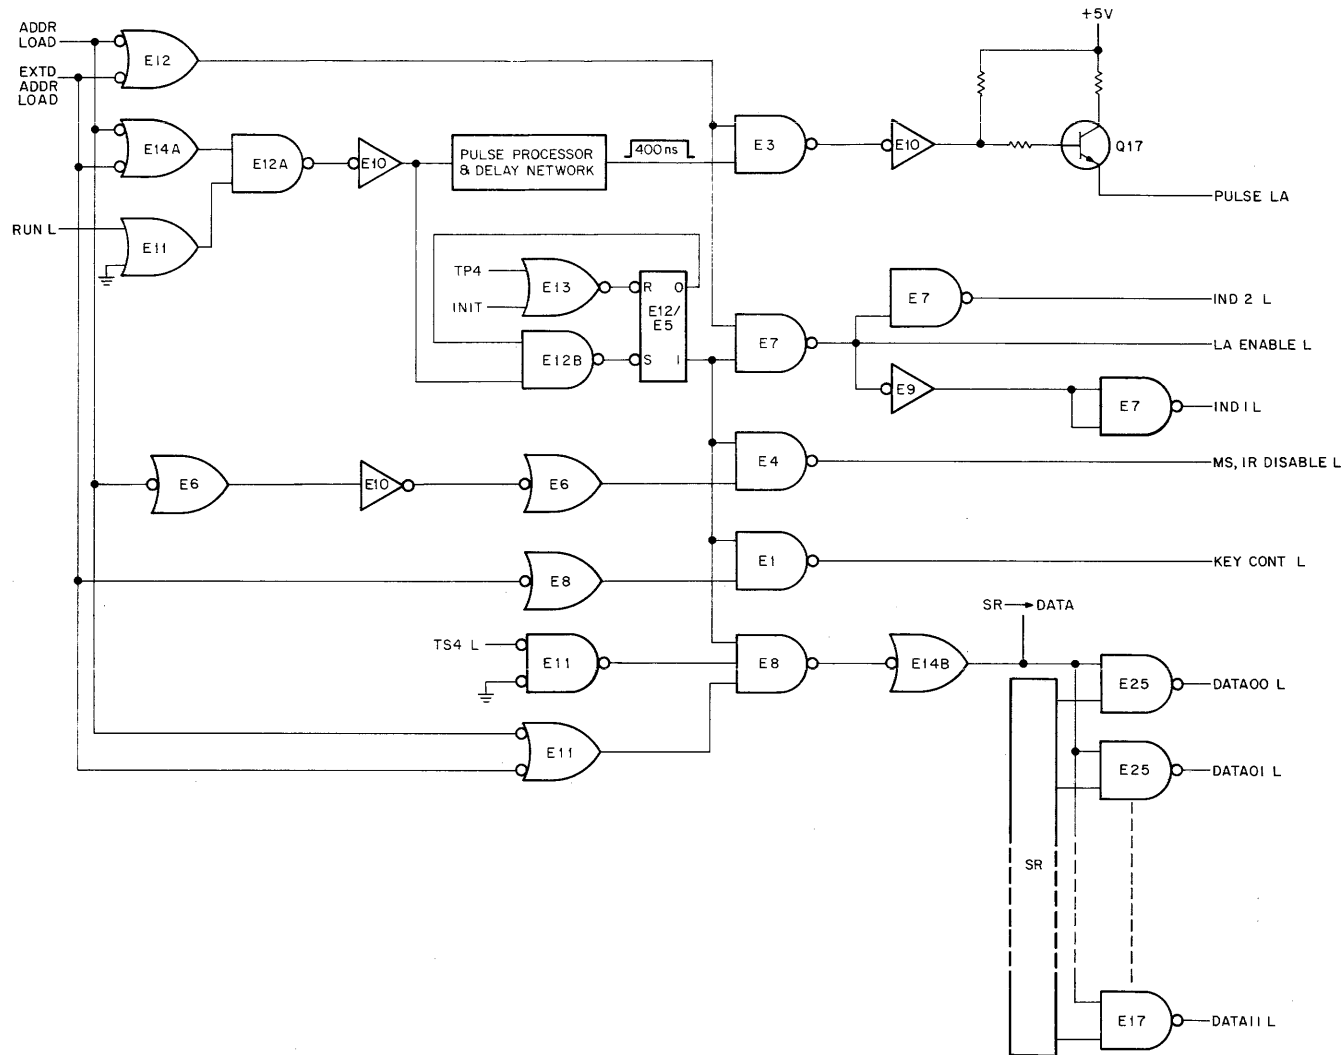 ADDR
LOAD
EXTD
ADDR
LOAD
E12
+5V
E14A
E12A
E10
PULSE PROCESSOR
& DELAY NETWORK
400ns
E3
E10
Q17
PULSE LA
RUN L
E11
TP4
INIT
E13
R 0
E12/
E5
S 1
E12B
E7
E7
IND 2 L
LA ENABLE L
E9
E7
IND 1 L
E6
E10
E6
E4
MS, IR DISABLE L
E8
E1
KEY CONT L
SR→DATA
TS4 L
E11
E8
E14B
E25
DATA00 L
E11
E25
DATA01 L
SR
E17
DATA11 L